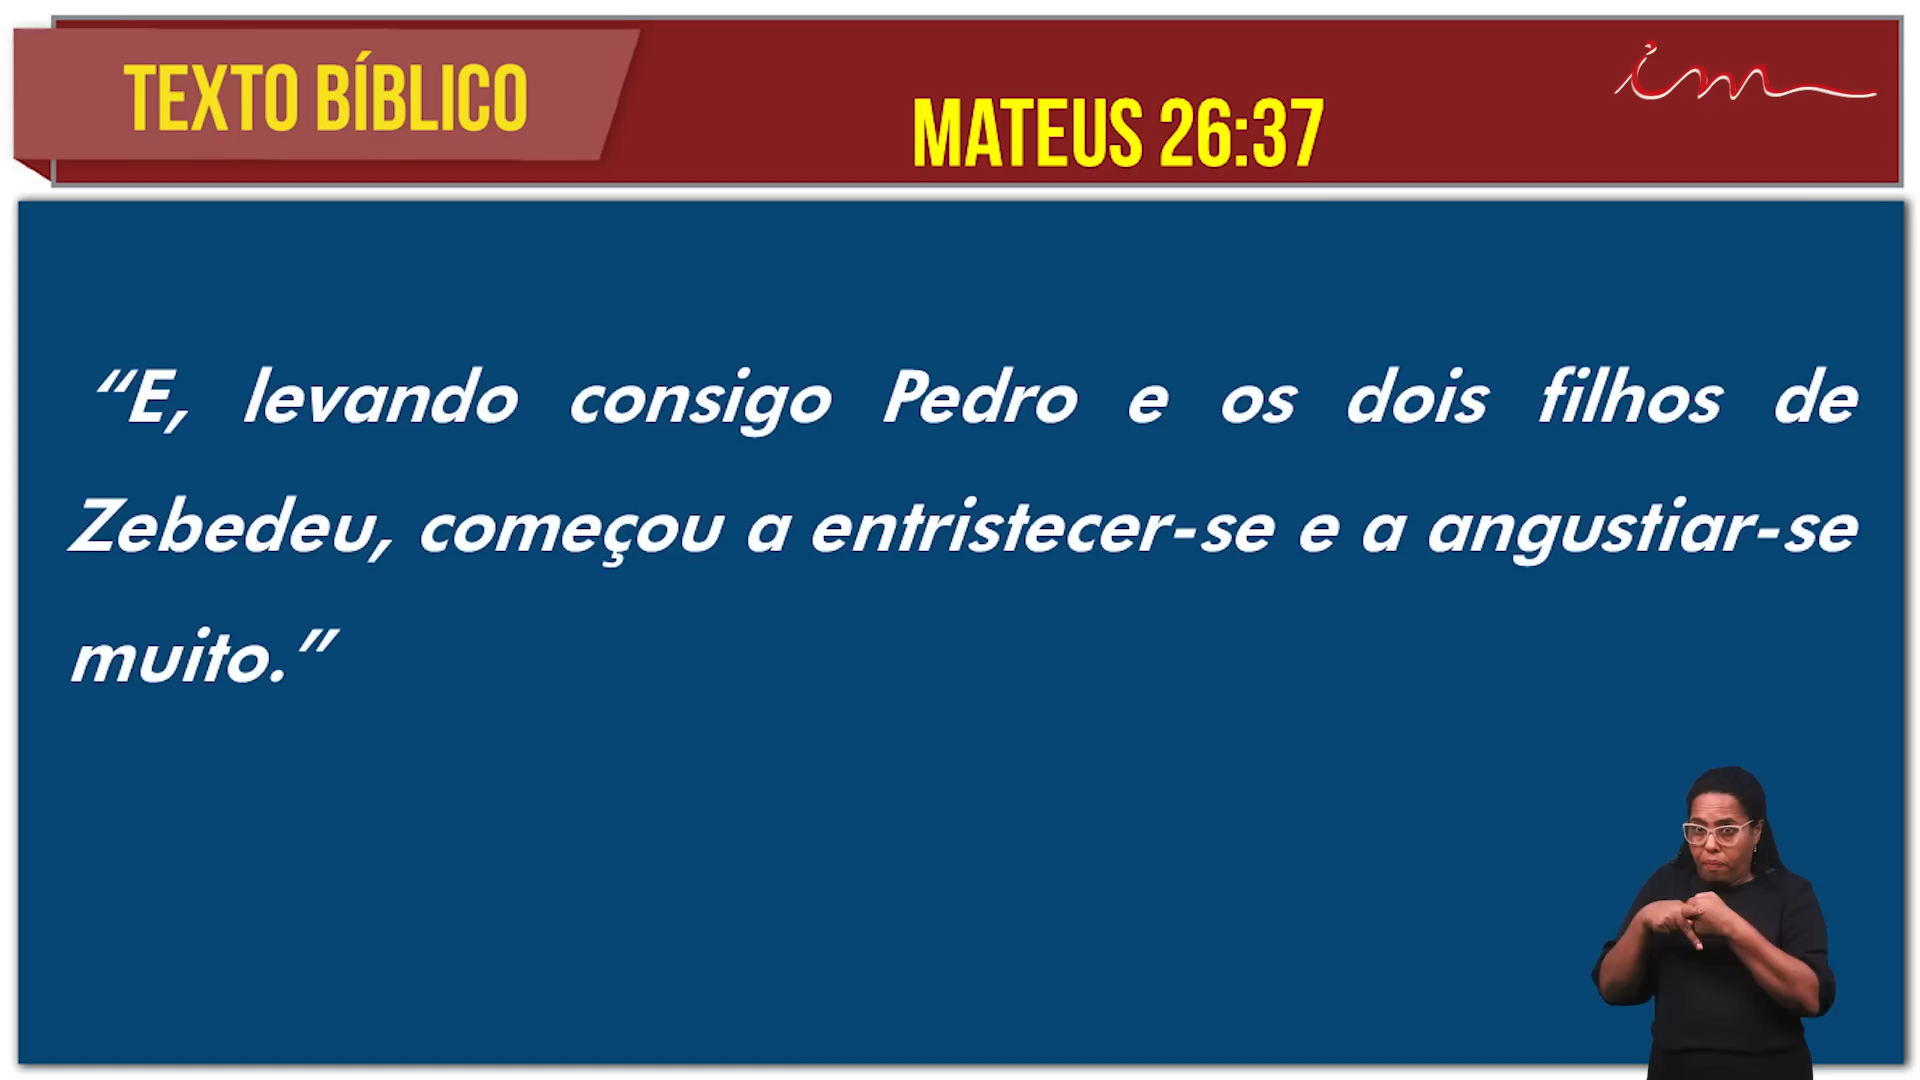 TEXTO BÍBLICO
MATEUS 26:37
im
“E, levando consigo Pedro e os dois filhos de
Zebedeu, começou a entristecer-se e a angustiar-se
muito.”